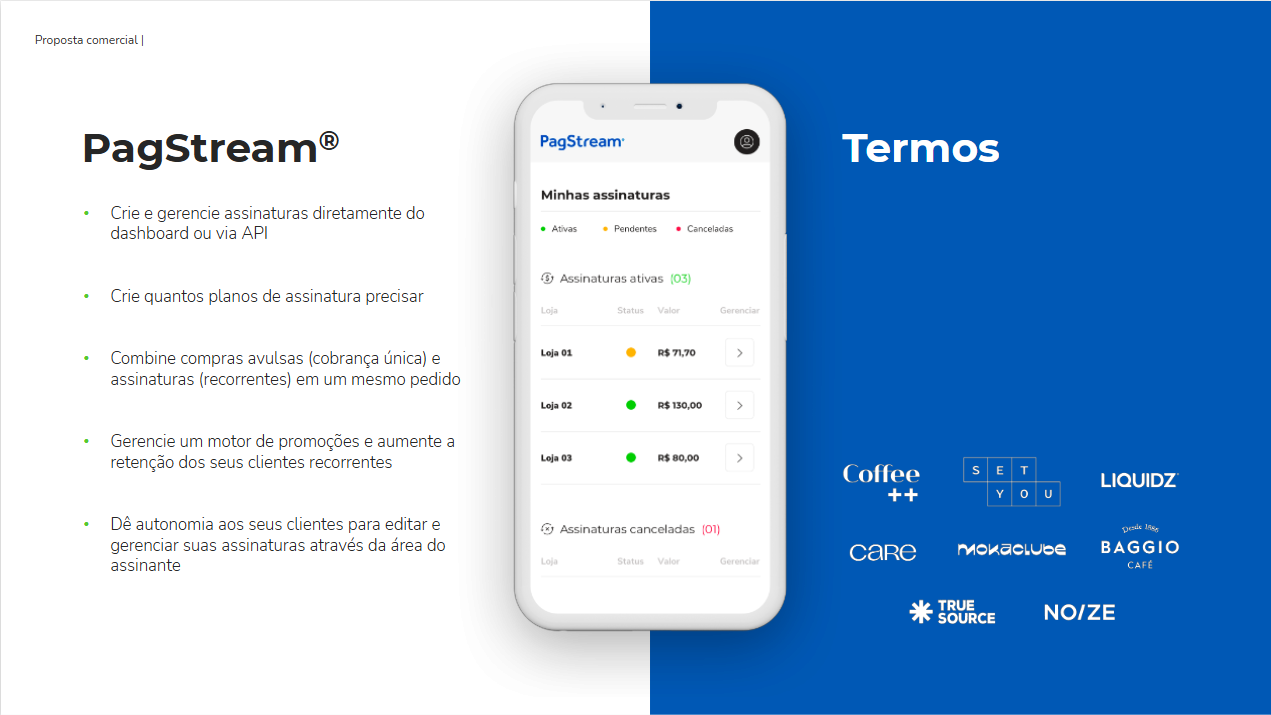 Proposta comercial |
PagStream®
• Crie e gerencie assinaturas diretamente do
dashboard ou via API
• Crie quantos planos de assinatura precisar
• Combine compras avulsas (cobrança única) e
assinaturas (recorrentes) em um mesmo pedido
• Gerencie um motor de promoções e aumente a
retenção dos seus clientes recorrentes
• Dê autonomia aos seus clientes para editar e
gerenciar suas assinaturas através da área do
assinante
PagStream
Minhas assinaturas
Ativas Pendentes Canceladas
Assinaturas ativas (03)
Loja Status Valor Gerenciar
Loja 01 R$ 71,70
Loja 02 R$ 130,00
Loja 03 R$ 80,00
Assinaturas canceladas (01)
Loja Status Valor Gerenciar
Termos
Coffee
++
SET
YOU
LIQUIDZ
CARE
MOKACLUBE
Desde 1886
BAGGIO
CAFÉ
TRUE
SOURCE
NO/ZE